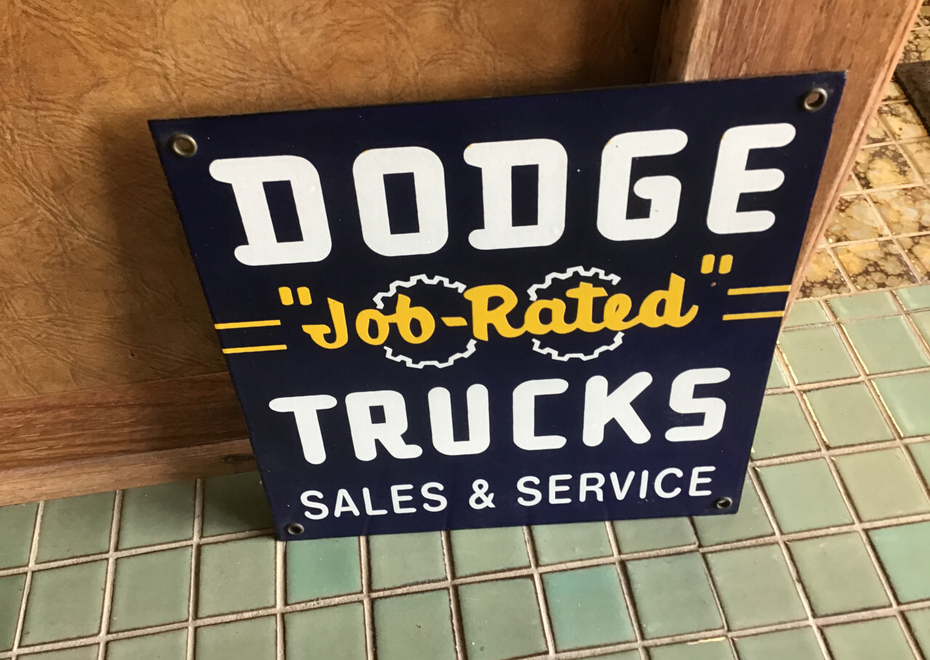 DODGE
"Job-Rated"
TRUCKS
SALES & SERVICE